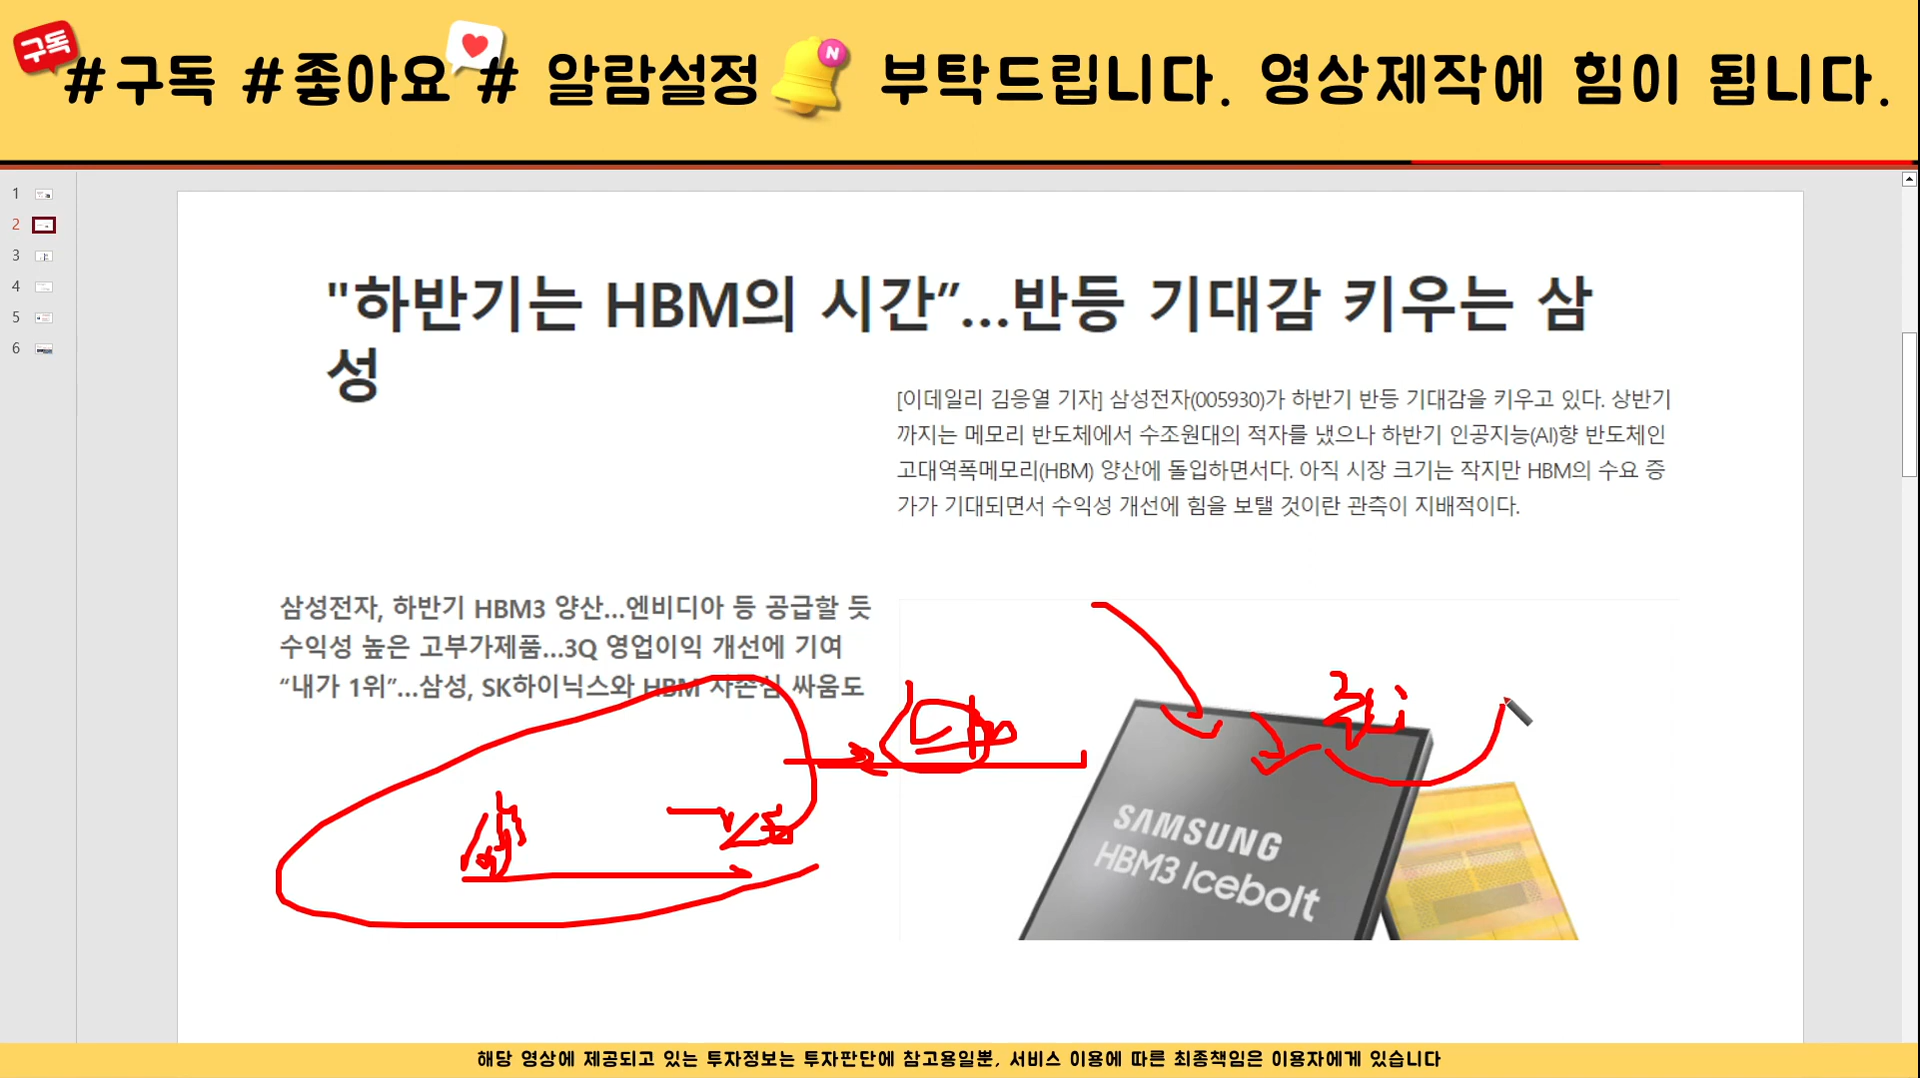 구독
#구독 #좋아요 # 알람설정 N 부탁드립니다. 영상제작에 힘이 됩니다.
1
2
3
4
5
6
"하반기는 HBM의 시간”...반등 기대감 키우는 삼
성
[이데일리 김응열 기자] 삼성전자(005930)가 하반기 반등 기대감을 키우고 있다. 상반기
까지는 메모리 반도체에서 수조원대의 적자를 냈으나 하반기 인공지능(AI)향 반도체인
고대역폭메모리(HBM) 양산에 돌입하면서다. 아직 시장 크기는 작지만 HBM의 수요 증
가가 기대되면서 수익성 개선에 힘을 보탤 것이란 관측이 지배적이다.
삼성전자, 하반기 HBM3 양산...엔비디아 등 공급할 듯
수익성 높은 고부가제품...3Q 영업이익 개선에 기여
“내가 1위”...삼성, SK하이닉스와 HBM 자존심 싸움도
SAMSUNG
HBM3 Icebolt
해당 영상에 제공되고 있는 투자정보는 투자판단에 참고용일뿐, 서비스 이용에 따른 최종책임은 이용자에게 있습니다